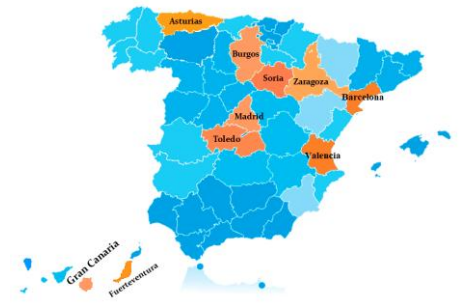 Asturias
Burgos
Soria
Zaragoza
Barcelona
Madrid
Toledo
Valencia
Gran Canaria
Fuerteventura